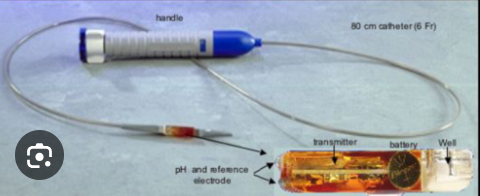 handle
80 cm catheter (6 Fr)
transmitter
battery
Well
pH and reference
electrode